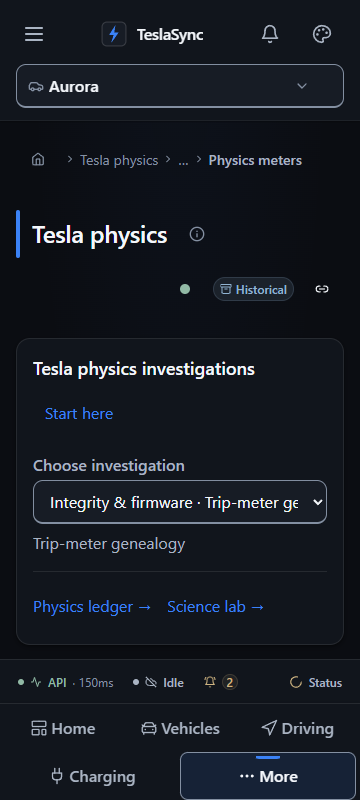 TeslaSync
Aurora
Tesla physics > ... > Physics meters
Tesla physics
Historical
Tesla physics investigations
Start here
Choose investigation
Integrity & firmware · Trip-meter ge
Trip-meter genealogy
Physics ledger → Science lab →
API · 150ms Idle 2 Status
Home Vehicles Driving
Charging ··· More